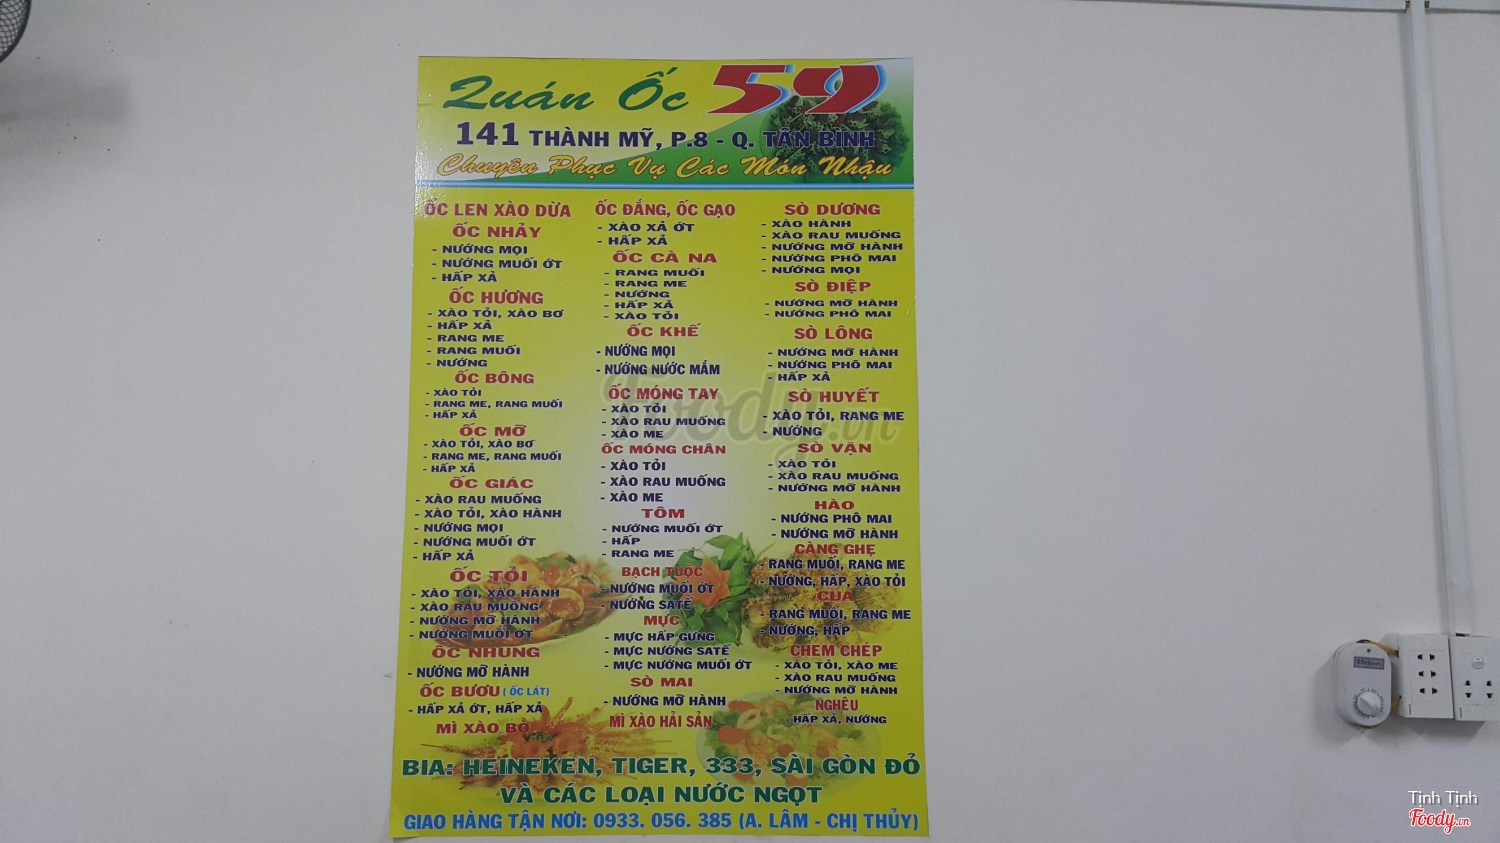 Quán Ốc 59
141 THÀNH MỸ, P.8 - Q. TÂN BÌNH
Chuyên Phục Vụ Các Món Nhậu
ỐC LEN XÀO DỪA
ỐC NHẢY
- NƯỚNG MỌI
- NƯỚNG MUỐI ỚT
- HẤP XẢ
ỐC HƯƠNG
- XÀO TỎI, XÀO BƠ
- HẤP XẢ
- RANG ME
- RANG MUỐI
- NƯỚNG
ỐC BÔNG
- XÀO TỎI
- RANG ME, RANG MUỐI
- HẤP XẢ
ỐC MỠ
- XÀO TỎI, XÀO BƠ
- RANG ME, RANG MUỐI
- HẤP XẢ
ỐC GIÁC
- XÀO RAU MUỐNG
- XÀO TỎI, XÀO HÀNH
- NƯỚNG MỌI
- NƯỚNG MUỐI ỚT
- HẤP XẢ
ỐC TỎI
- XÀO TỎI, XÀO HÀNH
- XÀO RAU MUỐNG
- NƯỚNG MỠ HÀNH
- NƯỚNG MUỐI ỚT
ỐC NHUNG
- NƯỚNG MỠ HÀNH
ỐC BƯƠU ( ỐC LÁT)
- HẤP XẢ ỚT, HẤP XẢ
MÌ XÀO BÒ
ỐC ĐẮNG, ỐC GẠO
- XÀO XẢ ỚT
- HẤP XẢ
ỐC CÀ NA
- RANG MUỐI
- RANG ME
- NƯỚNG
- HẤP XẢ
- XÀO TỎI
ỐC KHẾ
- NƯỚNG MỌI
- NƯỚNG NƯỚC MẮM
ỐC MÓNG TAY
- XÀO TỎI
- XÀO RAU MUỐNG
- XÀO ME
ỐC MÓNG CHÂN
- XÀO TỎI
- XÀO RAU MUỐNG
- XÀO ME
TÔM
- NƯỚNG MUỐI ỚT
- HẤP
- RANG ME
BẠCH TUỘC
- NƯỚNG MUỐI ỚT
- NƯỚNG SATẾ
MỰC
- MỰC HẤP GỪNG
- MỰC NƯỚNG SATẾ
- MỰC NƯỚNG MUỐI ỚT
SÒ MAI
- NƯỚNG MỠ HÀNH
MÌ XÀO HẢI SẢN
SÒ DƯƠNG
- XÀO HÀNH
- XÀO RAU MUỐNG
- NƯỚNG MỠ HÀNH
- NƯỚNG PHÔ MAI
- NƯỚNG MỌI
SÒ ĐIỆP
- NƯỚNG MỠ HÀNH
- NƯỚNG PHÔ MAI
SÒ LÔNG
- NƯỚNG MỠ HÀNH
- NƯỚNG PHÔ MAI
- HẤP XẢ
SÒ HUYẾT
- XÀO TỎI, RANG ME
- NƯỚNG
SÒ VẶN
- XÀO TỎI
- XÀO RAU MUỐNG
- NƯỚNG MỠ HÀNH
HÀO
- NƯỚNG PHÔ MAI
- NƯỚNG MỠ HÀNH
CÀNG GHẸ
- RANG MUỐI, RANG ME
- NƯỚNG, HẤP, XÀO TỎI
CUA
- RANG MUỐI, RANG ME
- NƯỚNG, HẤP
CHEM CHÉP
- XÀO TỎI, XÀO ME
- XÀO RAU MUỐNG
- NƯỚNG MỠ HÀNH
NGHÊU
HẤP XẢ, NƯỚNG
BIA: HEINEKEN, TIGER, 333, SÀI GÒN ĐỎ
VÀ CÁC LOẠI NƯỚC NGỌT
GIAO HÀNG TẬN NƠI: 0933. 056. 385 (A. LÂM - CHỊ THỦY)
Foody.vn
Tịnh Tịnh
Foody.vn